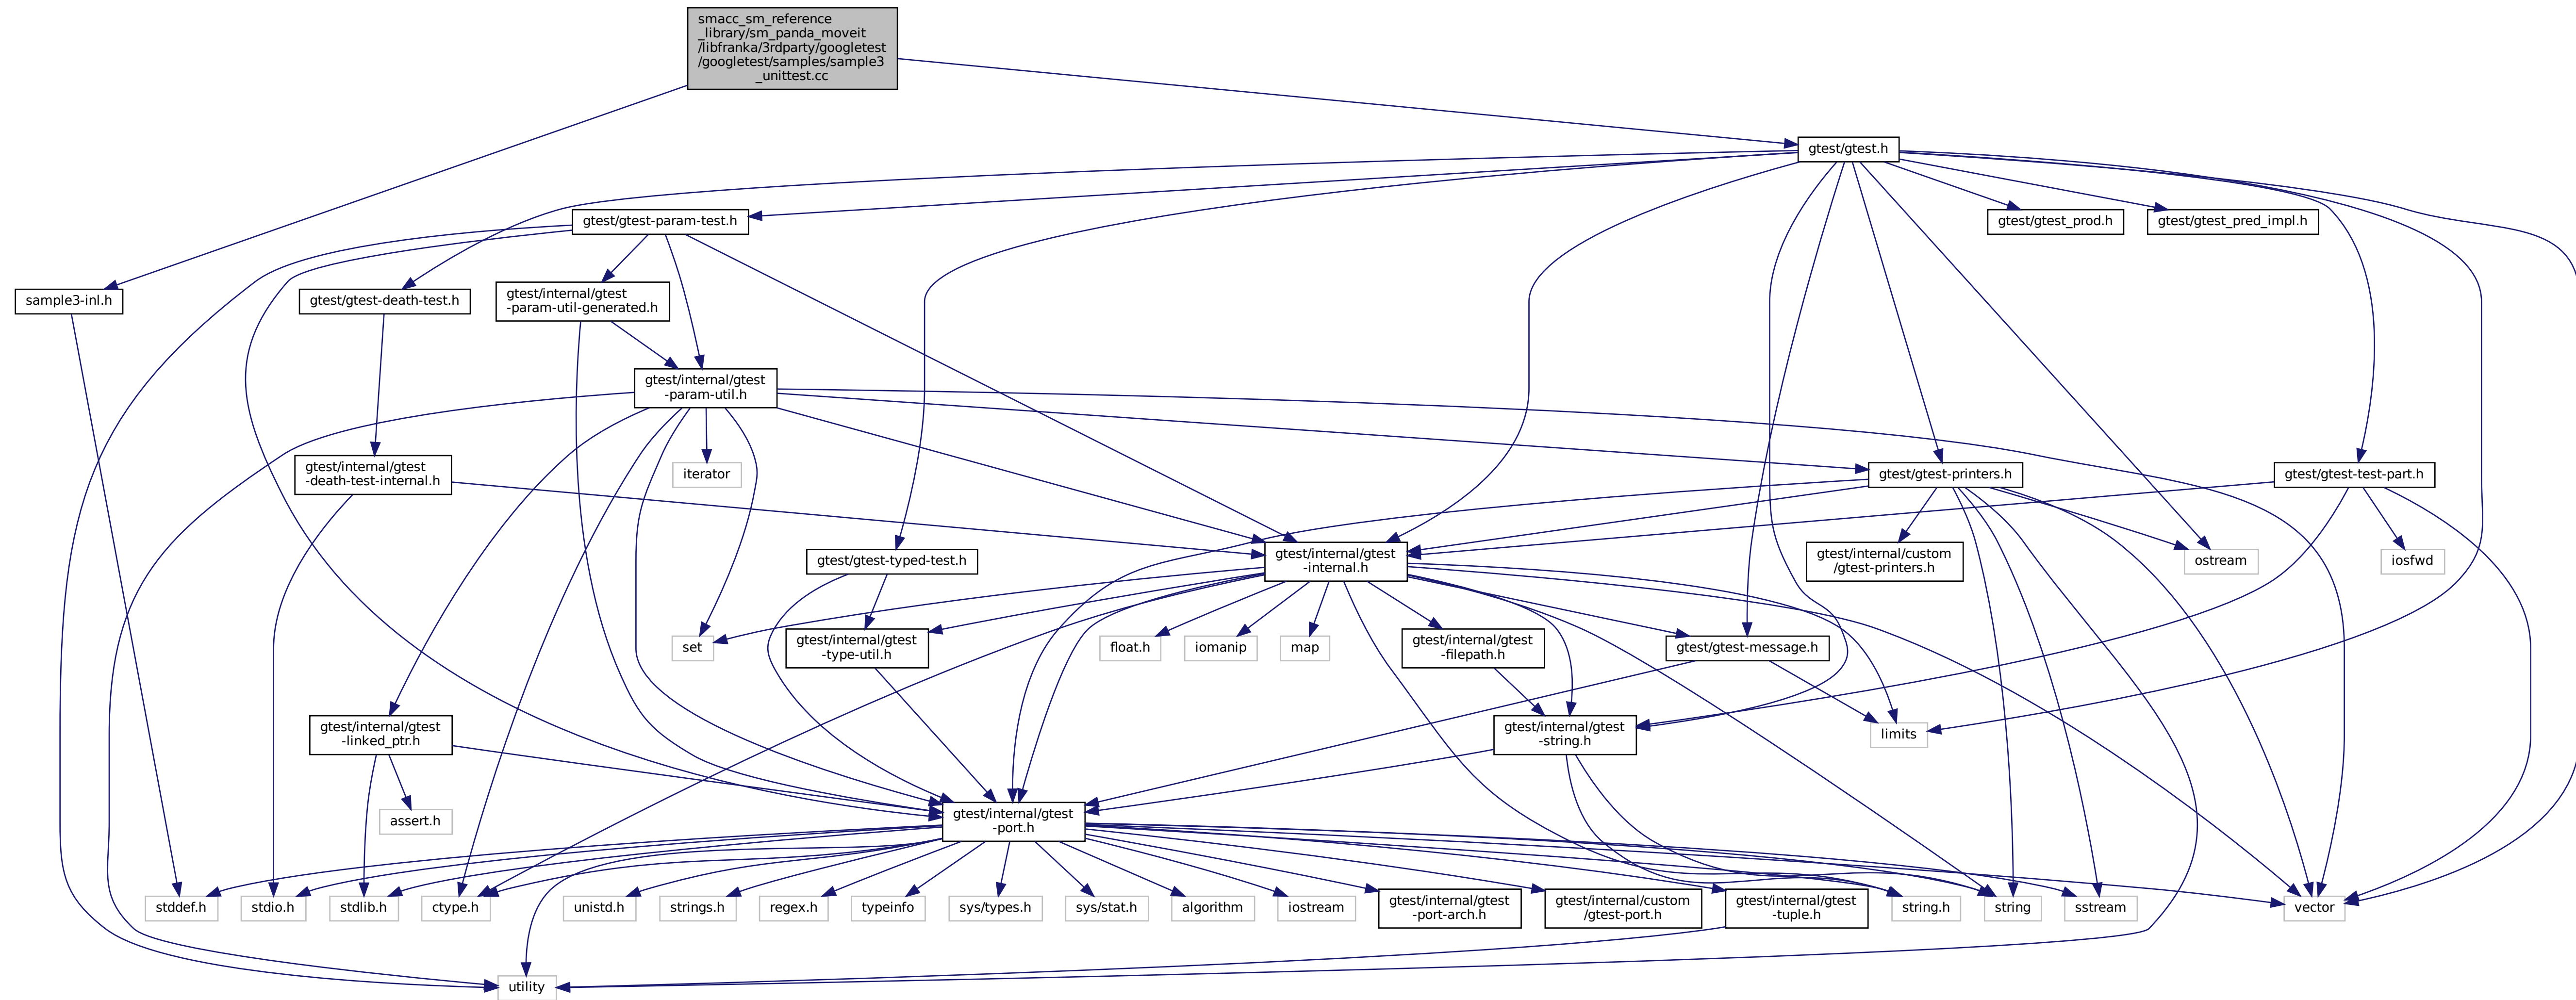 smacc_sm_reference
_library/sm_panda_moveit
/libfranka/3rdparty/googletest
/googletest/samples/sample3
_unittest.cc
gtest/gtest.h
gtest/gtest-param-test.h
gtest/gtest_prod.h
gtest/gtest_pred_impl.h
sample3-inl.h
gtest/gtest-death-test.h
gtest/internal/gtest
-param-util-generated.h
gtest/internal/gtest
-param-util.h
gtest/internal/gtest
-death-test-internal.h
iterator
gtest/gtest-printers.h
gtest/gtest-test-part.h
gtest/gtest-typed-test.h
gtest/internal/gtest
-internal.h
gtest/internal/custom
/gtest-printers.h
ostream
iosfwd
set
gtest/internal/gtest
-type-util.h
float.h
iomanip
map
gtest/internal/gtest
-filepath.h
gtest/gtest-message.h
gtest/internal/gtest
-linked_ptr.h
gtest/internal/gtest
-string.h
limits
assert.h
gtest/internal/gtest
-port.h
stddef.h
stdio.h
stdlib.h
ctype.h
unistd.h
strings.h
regex.h
typeinfo
sys/types.h
sys/stat.h
algorithm
iostream
gtest/internal/gtest
-port-arch.h
gtest/internal/custom
/gtest-port.h
gtest/internal/gtest
-tuple.h
string.h
string
sstream
vector
utility